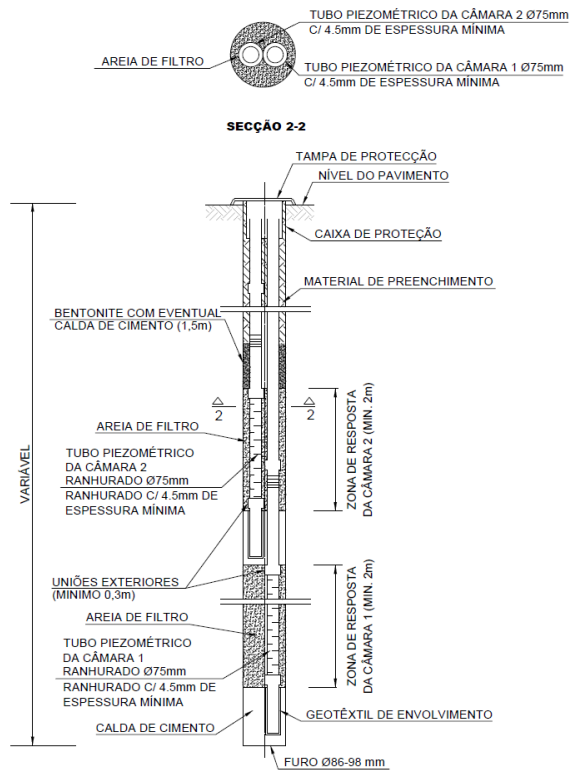 TUBO PIEZOMÉTRICO DA CÂMARA 2 Ø75mm
C/ 4.5mm DE ESPESSURA MÍNIMA
AREIA DE FILTRO
TUBO PIEZOMÉTRICO DA CÂMARA 1 Ø75mm
C/ 4.5mm DE ESPESSURA MÍNIMA
SECÇÃO 2-2
TAMPA DE PROTECÇÃO
NÍVEL DO PAVIMENTO
CAIXA DE PROTEÇÃO
MATERIAL DE PREENCHIMENTO
BENTONITE COM EVENTUAL
CALDA DE CIMENTO (1,5m)
2
2
AREIA DE FILTRO
TUBO PIEZOMÉTRICO
DA CÂMARA 2
RANHURADO Ø75mm
RANHURADO C/ 4.5mm DE
ESPESSURA MÍNIMA
ZONA DE RESPOSTA
DA CÂMARA 2 (MIN. 2m)
VARIÁVEL
UNIÕES EXTERIORES
(MINIMO 0,3m)
AREIA DE FILTRO
TUBO PIEZOMÉTRICO
DA CÂMARA 1
RANHURADO Ø75mm
RANHURADO C/ 4.5mm DE
ESPESSURA MÍNIMA
ZONA DE RESPOSTA
DA CÂMARA 1 (MIN. 2m)
CALDA DE CIMENTO
GEOTÊXTIL DE ENVOLVIMENTO
FURO Ø86-98 mm